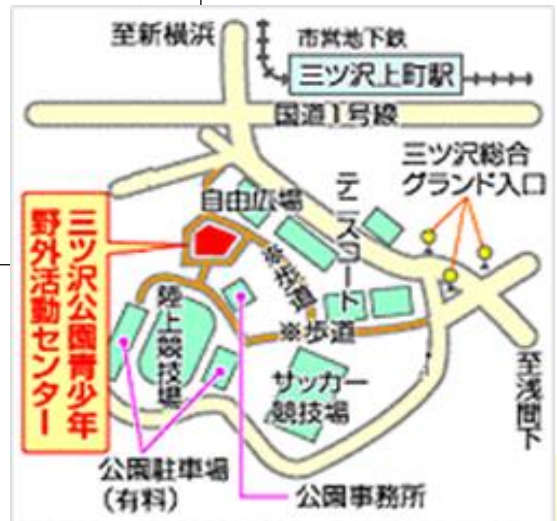 至新横浜
市営地下鉄
三ツ沢上町駅
国道1号線
三ツ沢総合
グランド入口
自由広場
テニスコート
三ツ沢公園青少年
野外活動センター
※歩道
陸上競技場
※歩道
サッカー
競技場
至浅間下
公園駐車場
(有料)
公園事務所